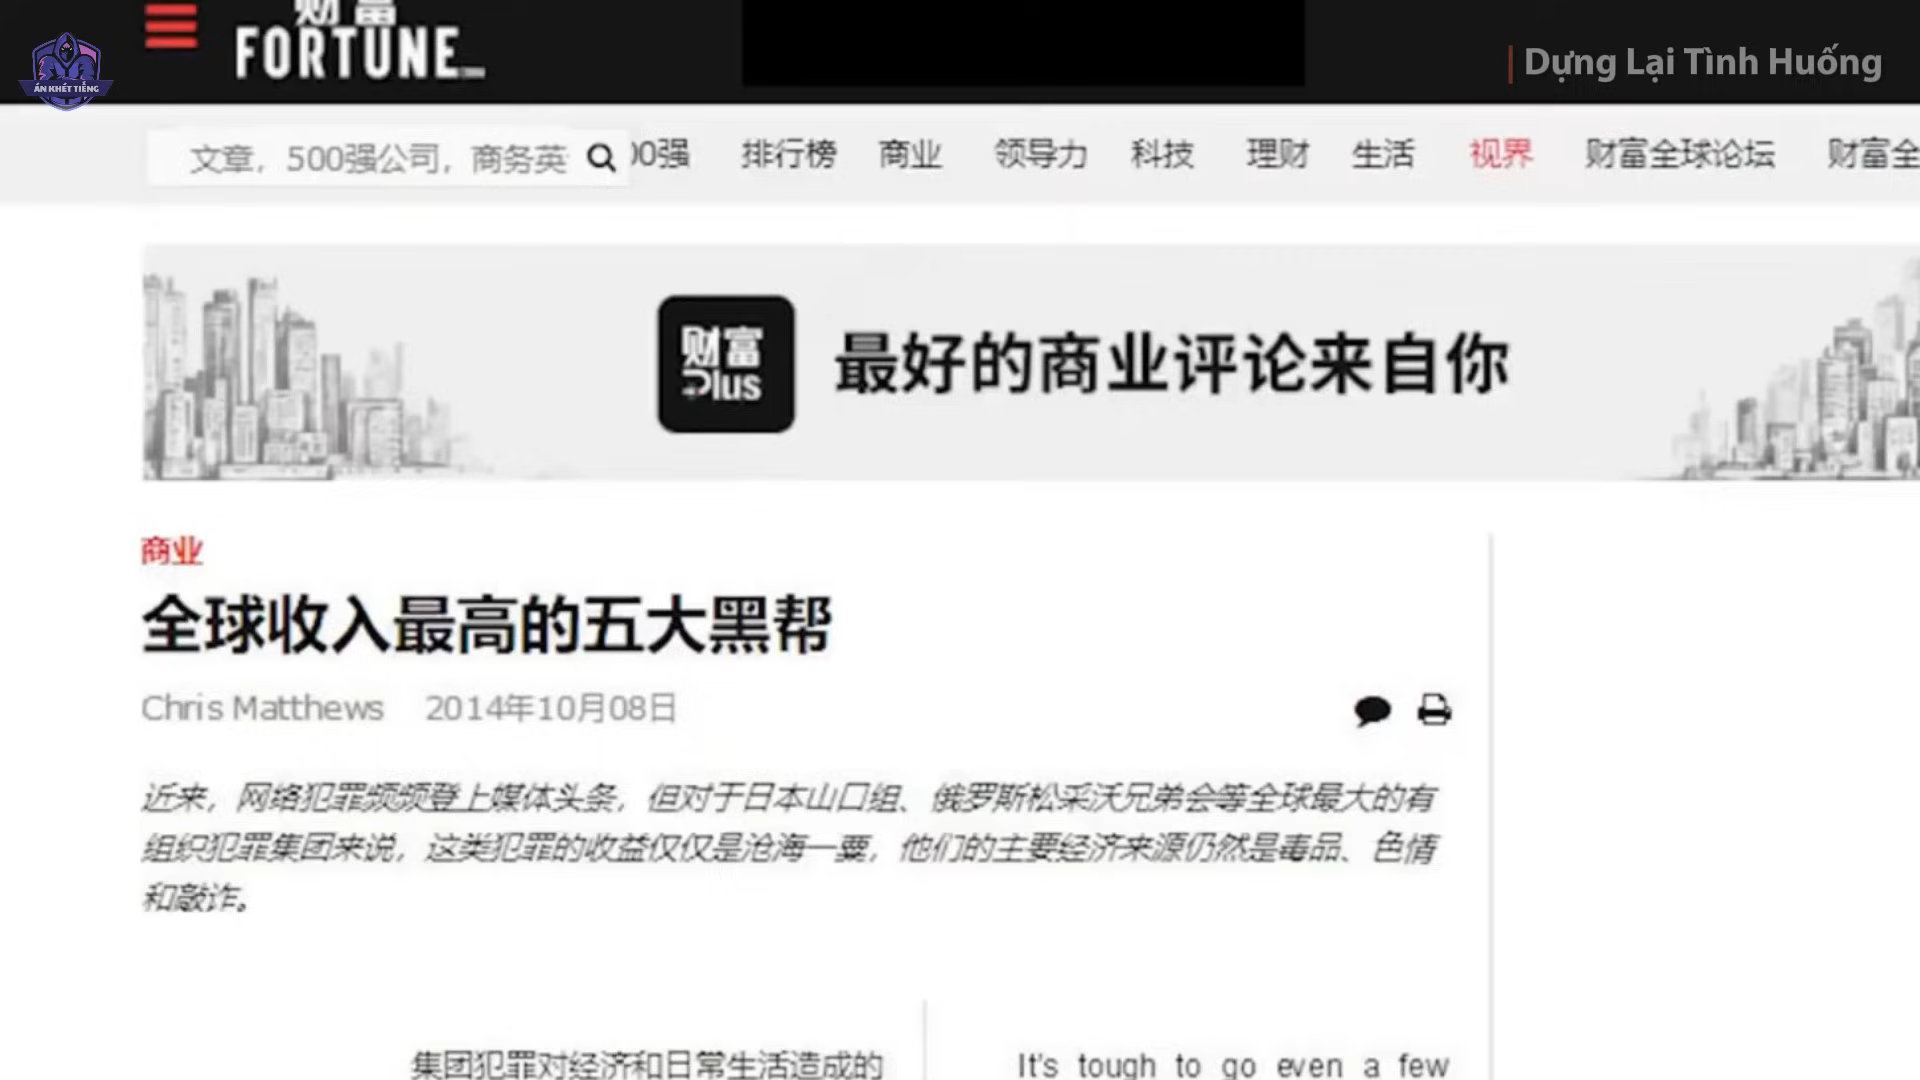 财富
FORTUNE
ÁN KHÉT TIẾNG
Dựng Lại Tình Huống
文章，500强公司，商务英 00强 排行榜 商业 领导力 科技 理财 生活 视界 财富全球论坛 财富全
财富
Plus
最好的商业评论来自你
商业
全球收入最高的五大黑帮
Chris Matthews 2014年10月08日
近来，网络犯罪频频登上媒体头条，但对于日本山口组、俄罗斯松采沃兄弟会等全球最大的有
组织犯罪集团来说，这类犯罪的收益仅仅是沧海一粟，他们的主要经济来源仍然是毒品、色情
和敲诈。
集团犯罪对经济和日常生活造成的
It's tough to go even a few